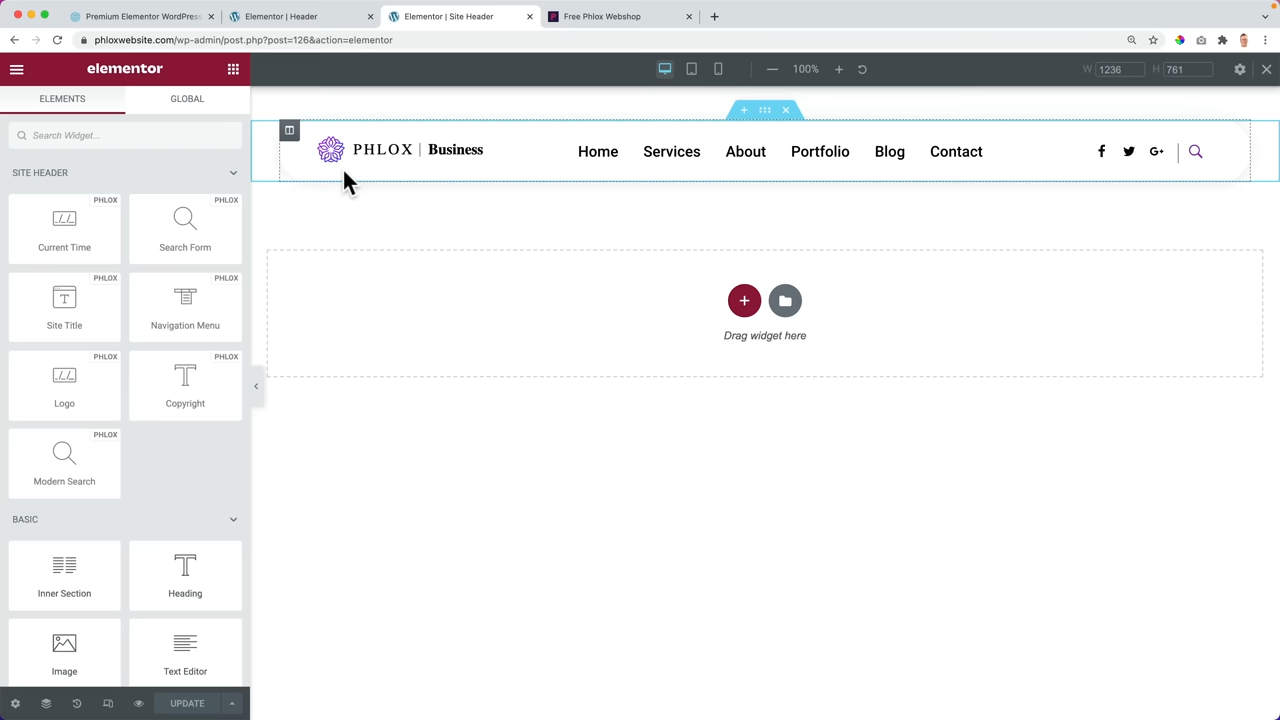 Premium Elementor WordPress
Elementor | Header
Elementor | Site Header
Free Phlox Webshop
phloxwebsite.com/wp-admin/post.php?post=126&action=elementor
elementor
100%
W 1236 H 761
ELEMENTS GLOBAL
Search Widget...
SITE HEADER
PHLOX PHLOX
Current Time Search Form
PHLOX PHLOX
Site Title Navigation Menu
PHLOX PHLOX
Logo Copyright
PHLOX
Modern Search
BASIC
Inner Section Heading
Image Text Editor
UPDATE
PHLOX | Business
Home Services About Portfolio Blog Contact
Drag widget here